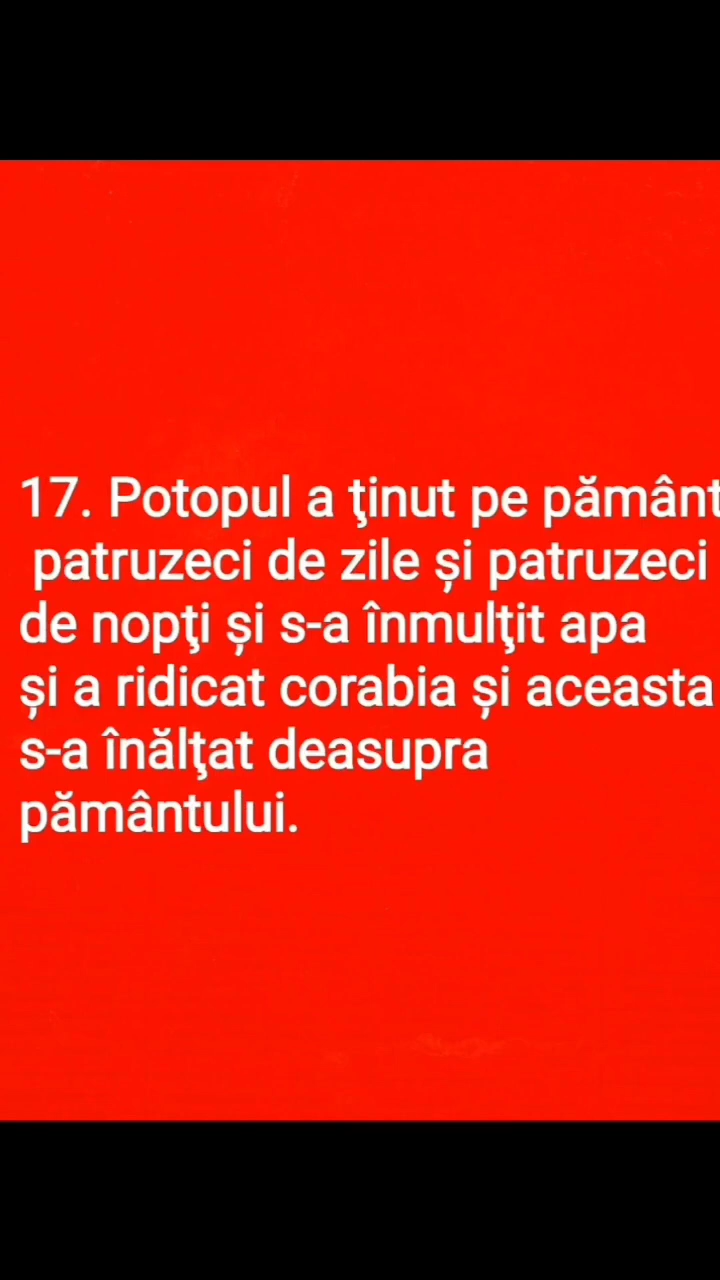 17. Potopul a ţinut pe pământ
patruzeci de zile și patruzeci
de nopţi și s-a înmulţit apa
și a ridicat corabia și aceasta
s-a înălţat deasupra
pământului.